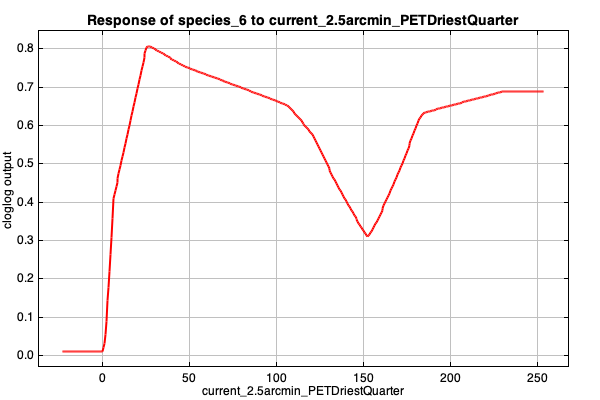 Response of species_6 to current_2.5arcmin_PETDriestQuarter
0.8
0.7
0.6
0.5
0.4
0.3
0.2
0.1
0.0
cloglog output
0 50 100 150 200 250
current_2.5arcmin_PETDriestQuarter